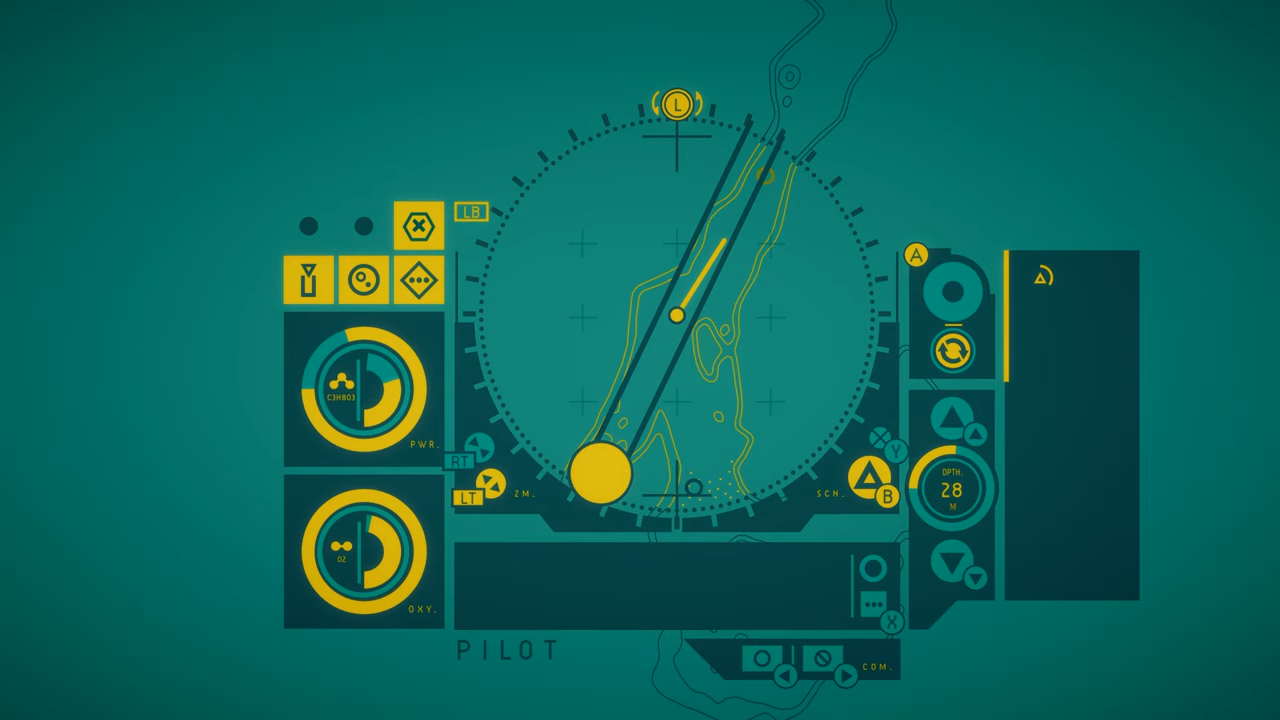 L
LB
A
C3H8O3
PWR.
RT
LT
ZM.
SCN.
Y
B
DPTH.
28
M
O2
OXY.
X
PILOT
COM.